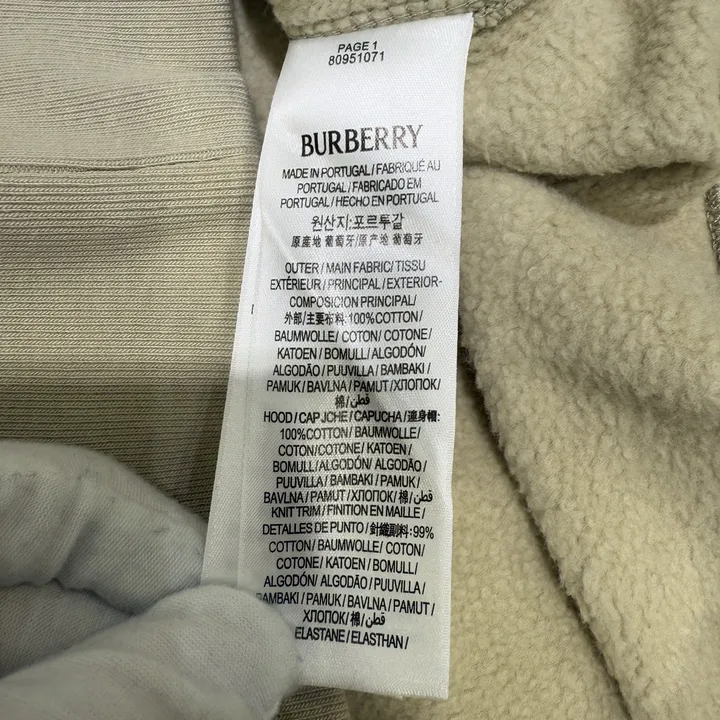 PAGE 1
80951071
BURBERRY
MADE IN PORTUGAL / FABRIQUÉ AU
PORTUGAL / FABRICADO EM
PORTUGAL / HECHO EN PORTUGAL
원산지:포르투갈
原産地 葡萄牙/原产地 葡萄牙
OUTER / MAIN FABRIC / TISSU
EXTÉRIEUR / PRINCIPAL / EXTERIOR-
COMPOSICION PRINCIPAL /
外部/主要布料:100%COTTON /
BAUMWOLLE / COTON / COTONE /
KATOEN / BOMULL / ALGODÓN /
ALGODÃO / PUUVILLA / BAMBAKI /
PAMUK / BAVLNA / PAMUT / ХЛОПОК /
棉/قطن/
HOOD / CAPUCHE / CAPUCHA / 連身帽:
100%COTTON / BAUMWOLLE /
COTON/COTONE / KATOEN /
BOMULL/ALGODÓN / ALGODÃO /
PUUVILLA / BAMBAKI / PAMUK /
BAVLNA / PAMUT / ХЛОПОК / 棉/قطن/
KNIT TRIM / FINITION EN MAILLE /
DETALLES DE PUNTO / 針織副料:99%
COTTON / BAUMWOLLE / COTON /
COTONE / KATOEN / BOMULL /
ALGODÓN / ALGODÃO / PUUVILLA /
BAMBAKI / PAMUK / BAVLNA / PAMUT /
ХЛОПОК / 棉/قطن/
ELASTANE / ELASTHAN /